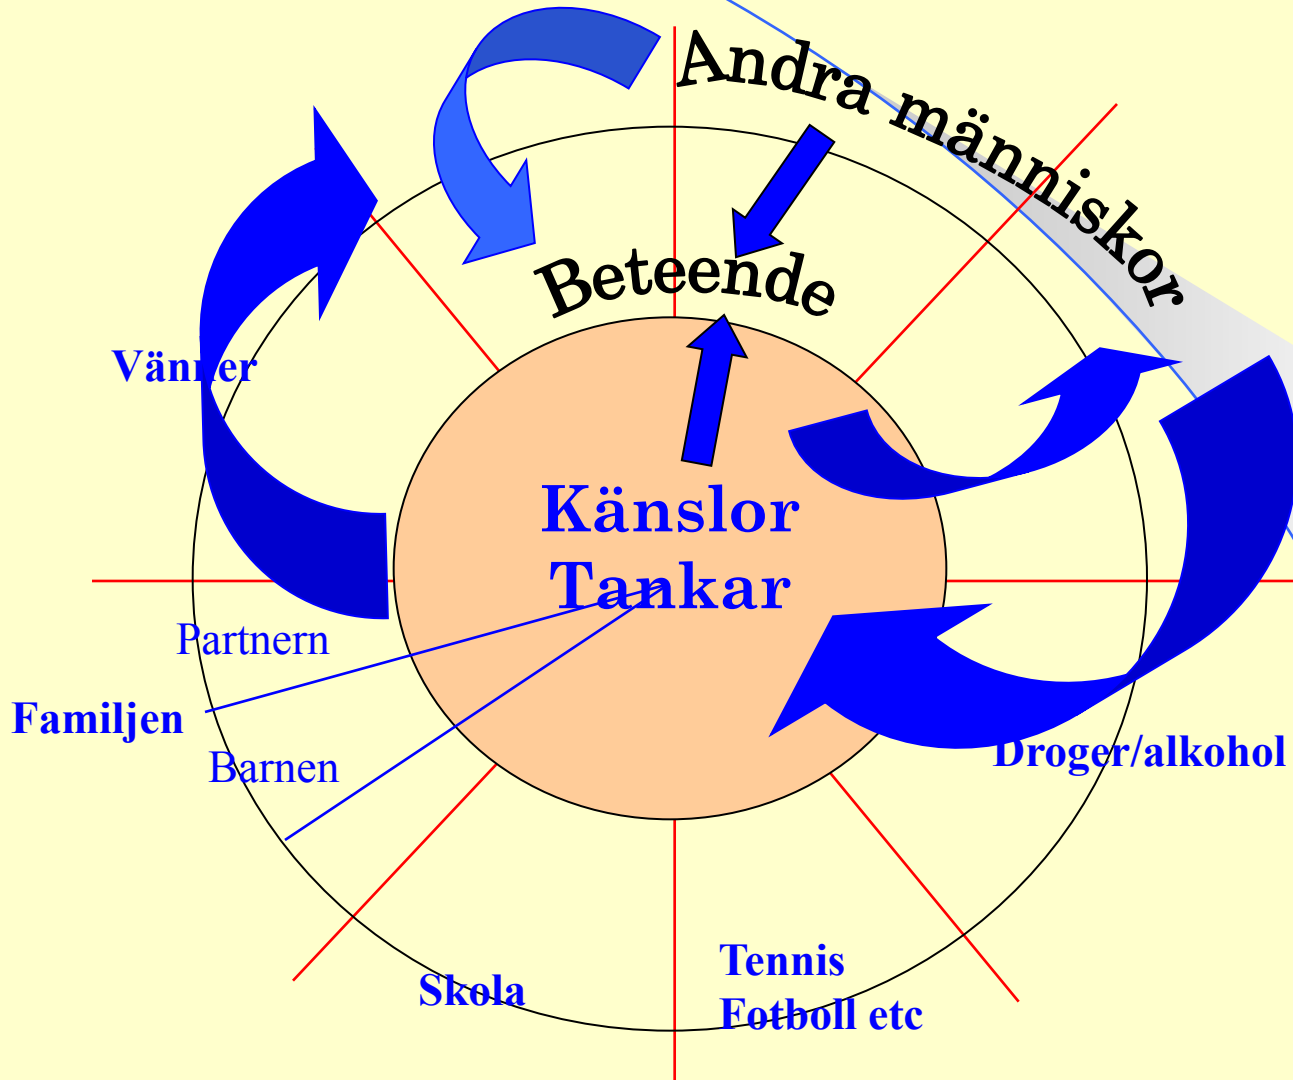 Andra människor
Beteende
Vänner
Känslor
Tankar
Partnern
Familjen
Barnen
Droger/alkohol
Skola
Tennis
Fotboll etc